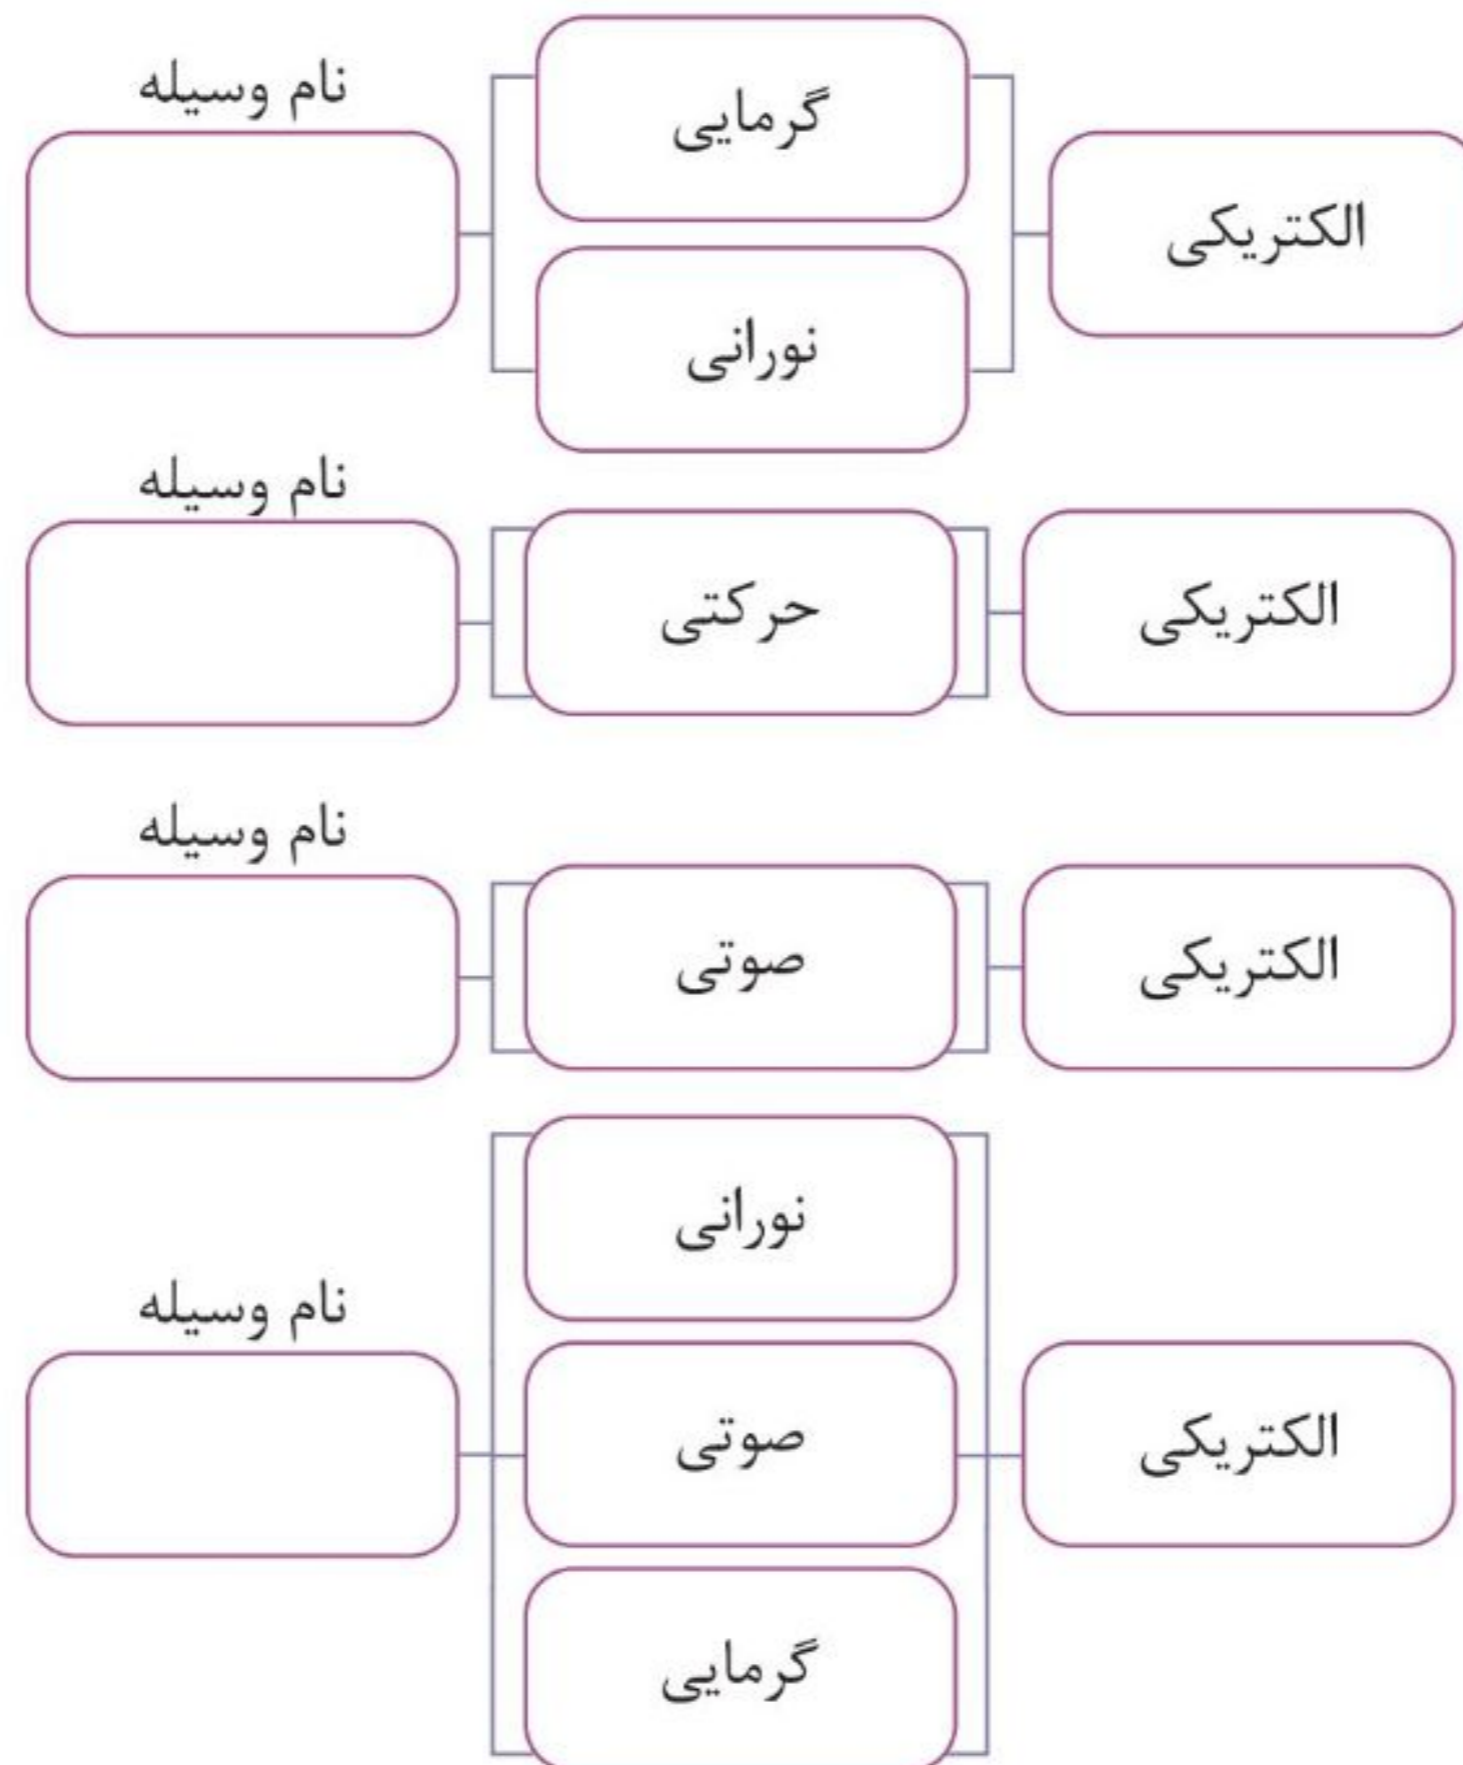 نام وسیله
گرمایی
الکتریکی
نورانی
نام وسیله
حرکتی
الکتریکی
نام وسیله
صوتی
الکتریکی
نورانی
نام وسیله
صوتی
الکتریکی
گرمایی